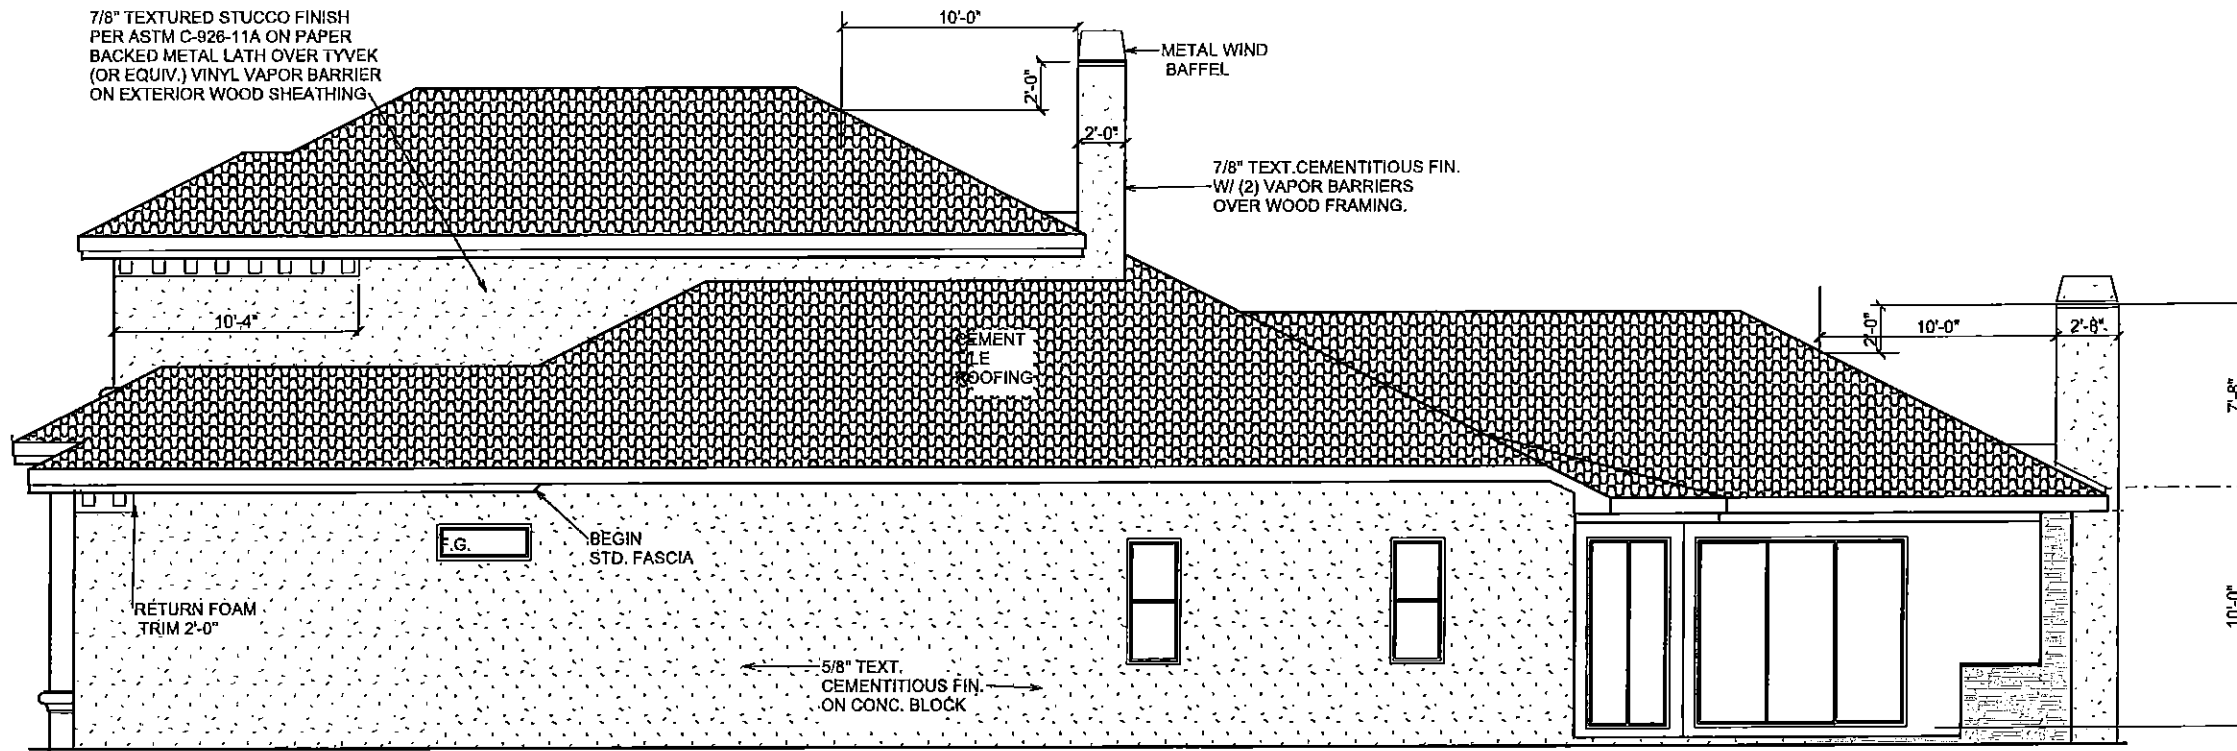 7/8" TEXTURED STUCCO FINISH
PER ASTM C-926-11A ON PAPER
BACKED METAL LATH OVER TYVEK
(OR EQUIV.) VINYL VAPOR BARRIER
ON EXTERIOR WOOD SHEATHING
10'-0"
METAL WIND
BAFFEL
2'-0"
2'-0"
7/8" TEXT.CEMENTITIOUS FIN.
W/ (2) VAPOR BARRIERS
OVER WOOD FRAMING.
10'-4"
CEMENT
ROOFING
2'-0"
10'-0"
2'-8"
7'-8"
F.G.
BEGIN
STD. FASCIA
RETURN FOAM
TRIM 2'-0"
10'-0"
5/8" TEXT.
CEMENTITIOUS FIN.
ON CONC. BLOCK